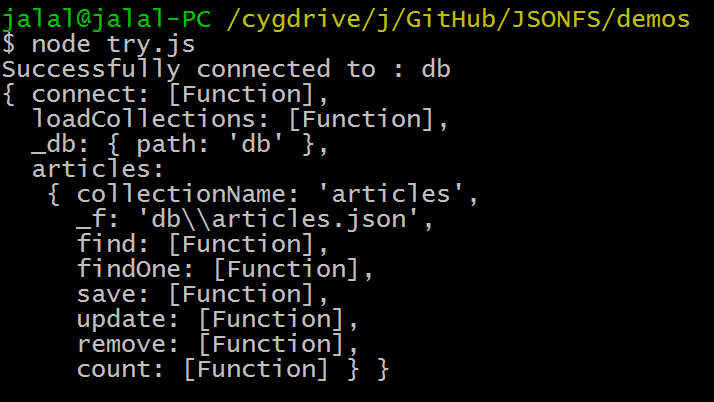 jalal@jalal-PC /cygdrive/j/GitHub/JSONFS/demos
$ node try.js
Successfully connected to : db
{ connect: [Function],
  loadCollections: [Function],
  _db: { path: 'db' },
  articles:
   { collectionName: 'articles',
     _f: 'db\\articles.json',
     find: [Function],
     findOne: [Function],
     save: [Function],
     update: [Function],
     remove: [Function],
     count: [Function] } }